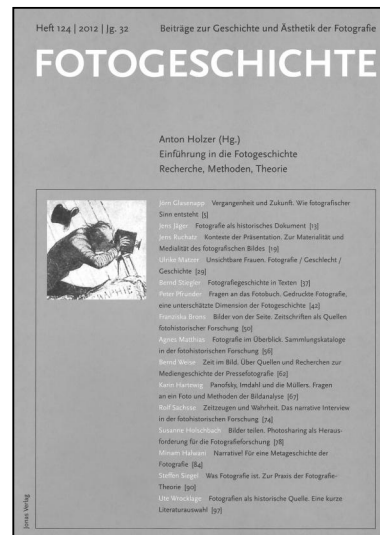 Heft 124 | 2012 | Jg. 32 Beiträge zur Geschichte und Ästhetik der Fotografie
FOTOGESCHICHTE
Anton Holzer (Hg.)
Einführung in die Fotogeschichte
Recherche, Methoden, Theorie
Jörn Glasenapp Vergangenheit und Zukunft. Wie fotografischer
Sinn entsteht [5]
Jens Jäger Fotografie als historisches Dokument [13]
Jens Ruchatz Kontexte der Präsentation. Zur Materialität und
Medialität des fotografischen Bildes [19]
Ulrike Matzer Unsichtbare Frauen. Fotografie / Geschlecht /
Geschichte [29]
Bernd Stiegler Fotografiegeschichte in Texten [37]
Peter Pfrunder Fragen an das Fotobuch. Gedruckte Fotografie,
eine unterschätzte Dimension der Fotogeschichte [42]
Franziska Brons Bilder von der Seite. Zeitschriften als Quellen
fotohistorischer Forschung [50]
Agnes Matthias Fotografie im Überblick. Sammlungskataloge
in der fotohistorischen Forschung [56]
Bernd Weise Zeit im Bild. Über Quellen und Recherchen zur
Mediengeschichte der Pressefotografie [62]
Karin Hartewig Panofsky, Imdahl und die Müllers. Fragen
an ein Foto und Methoden der Bildanalyse [67]
Rolf Sachsse Zeitzeugen und Wahrheit. Das narrative Interview
in der fotohistorischen Forschung [74]
Susanne Holschbach Bilder teilen. Photosharing als Heraus-
forderung für die Fotografieforschung [78]
Miriam Halwani Narrativ! Für eine Metageschichte der
Fotografie [84]
Steffen Siegel Was Fotografie ist. Zur Praxis der Fotografie-
Theorie [90]
Ute Wrocklage Fotografien als historische Quelle. Eine kurze
Literaturauswahl [97]
Jonas Verlag